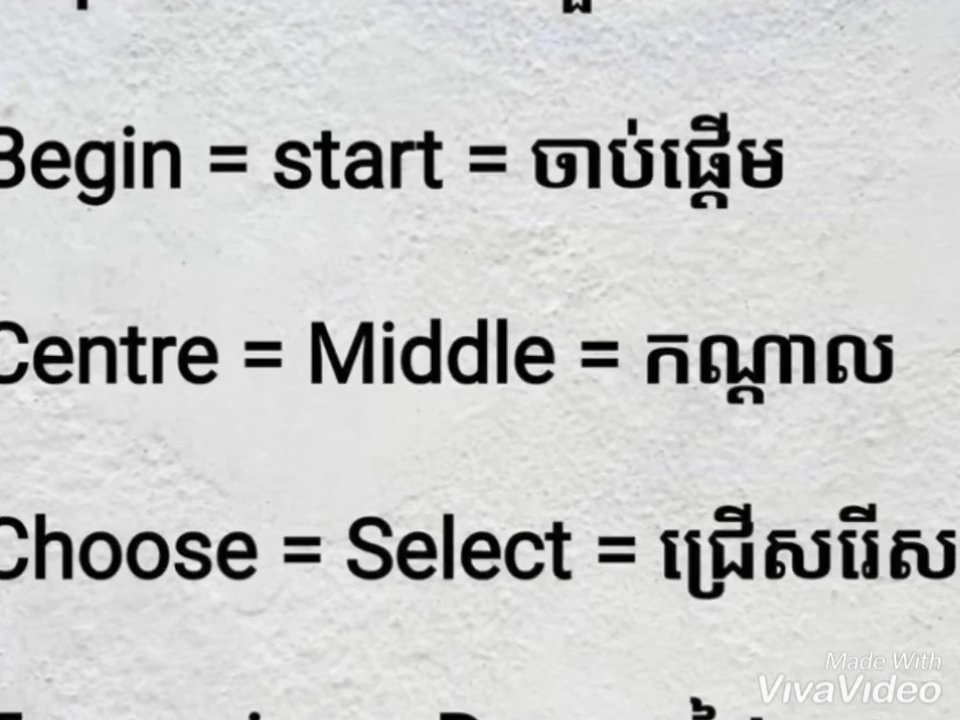 Begin = start = ចាប់ផ្តើម
Centre = Middle = កណ្តាល
Choose = Select = ជ្រើសរើស
Made With
VivaVideo